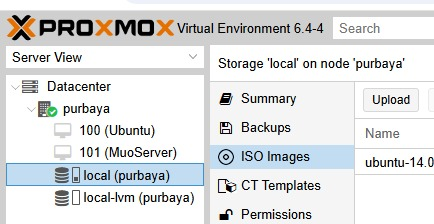 PROXMOX Virtual Environment 6.4-4 Search
Server View
Storage 'local' on node 'purbaya'
Datacenter
purbaya
100 (Ubuntu)
101 (MuoServer)
local (purbaya)
local-lvm (purbaya)
Summary
Backups
ISO Images
CT Templates
Permissions
Upload
Name
ubuntu-14.0